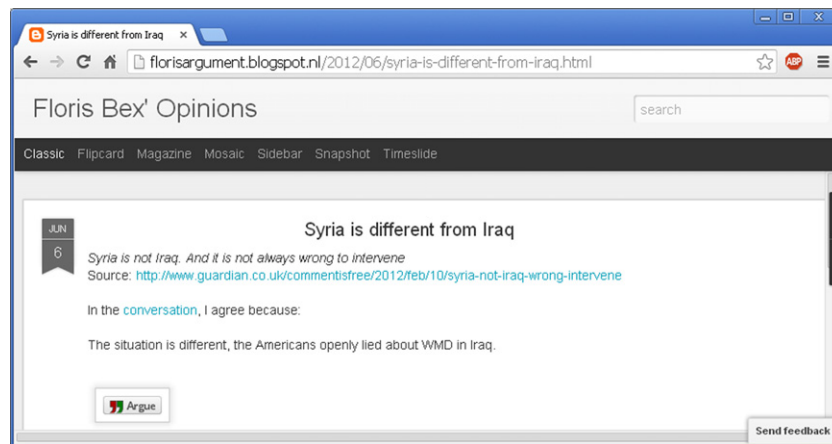 Syria is different from Iraq
florisargument.blogspot.nl/2012/06/syria-is-different-from-iraq.html
ABP
Floris Bex' Opinions
search
Classic Flipcard Magazine Mosaic Sidebar Snapshot Timeslide
JUN
6
Syria is different from Iraq
Syria is not Iraq. And it is not always wrong to intervene
Source: http://www.guardian.co.uk/commentisfree/2012/feb/10/syria-not-iraq-wrong-intervene
In the conversation, I agree because:
The situation is different, the Americans openly lied about WMD in Iraq.
Argue
Send feedback